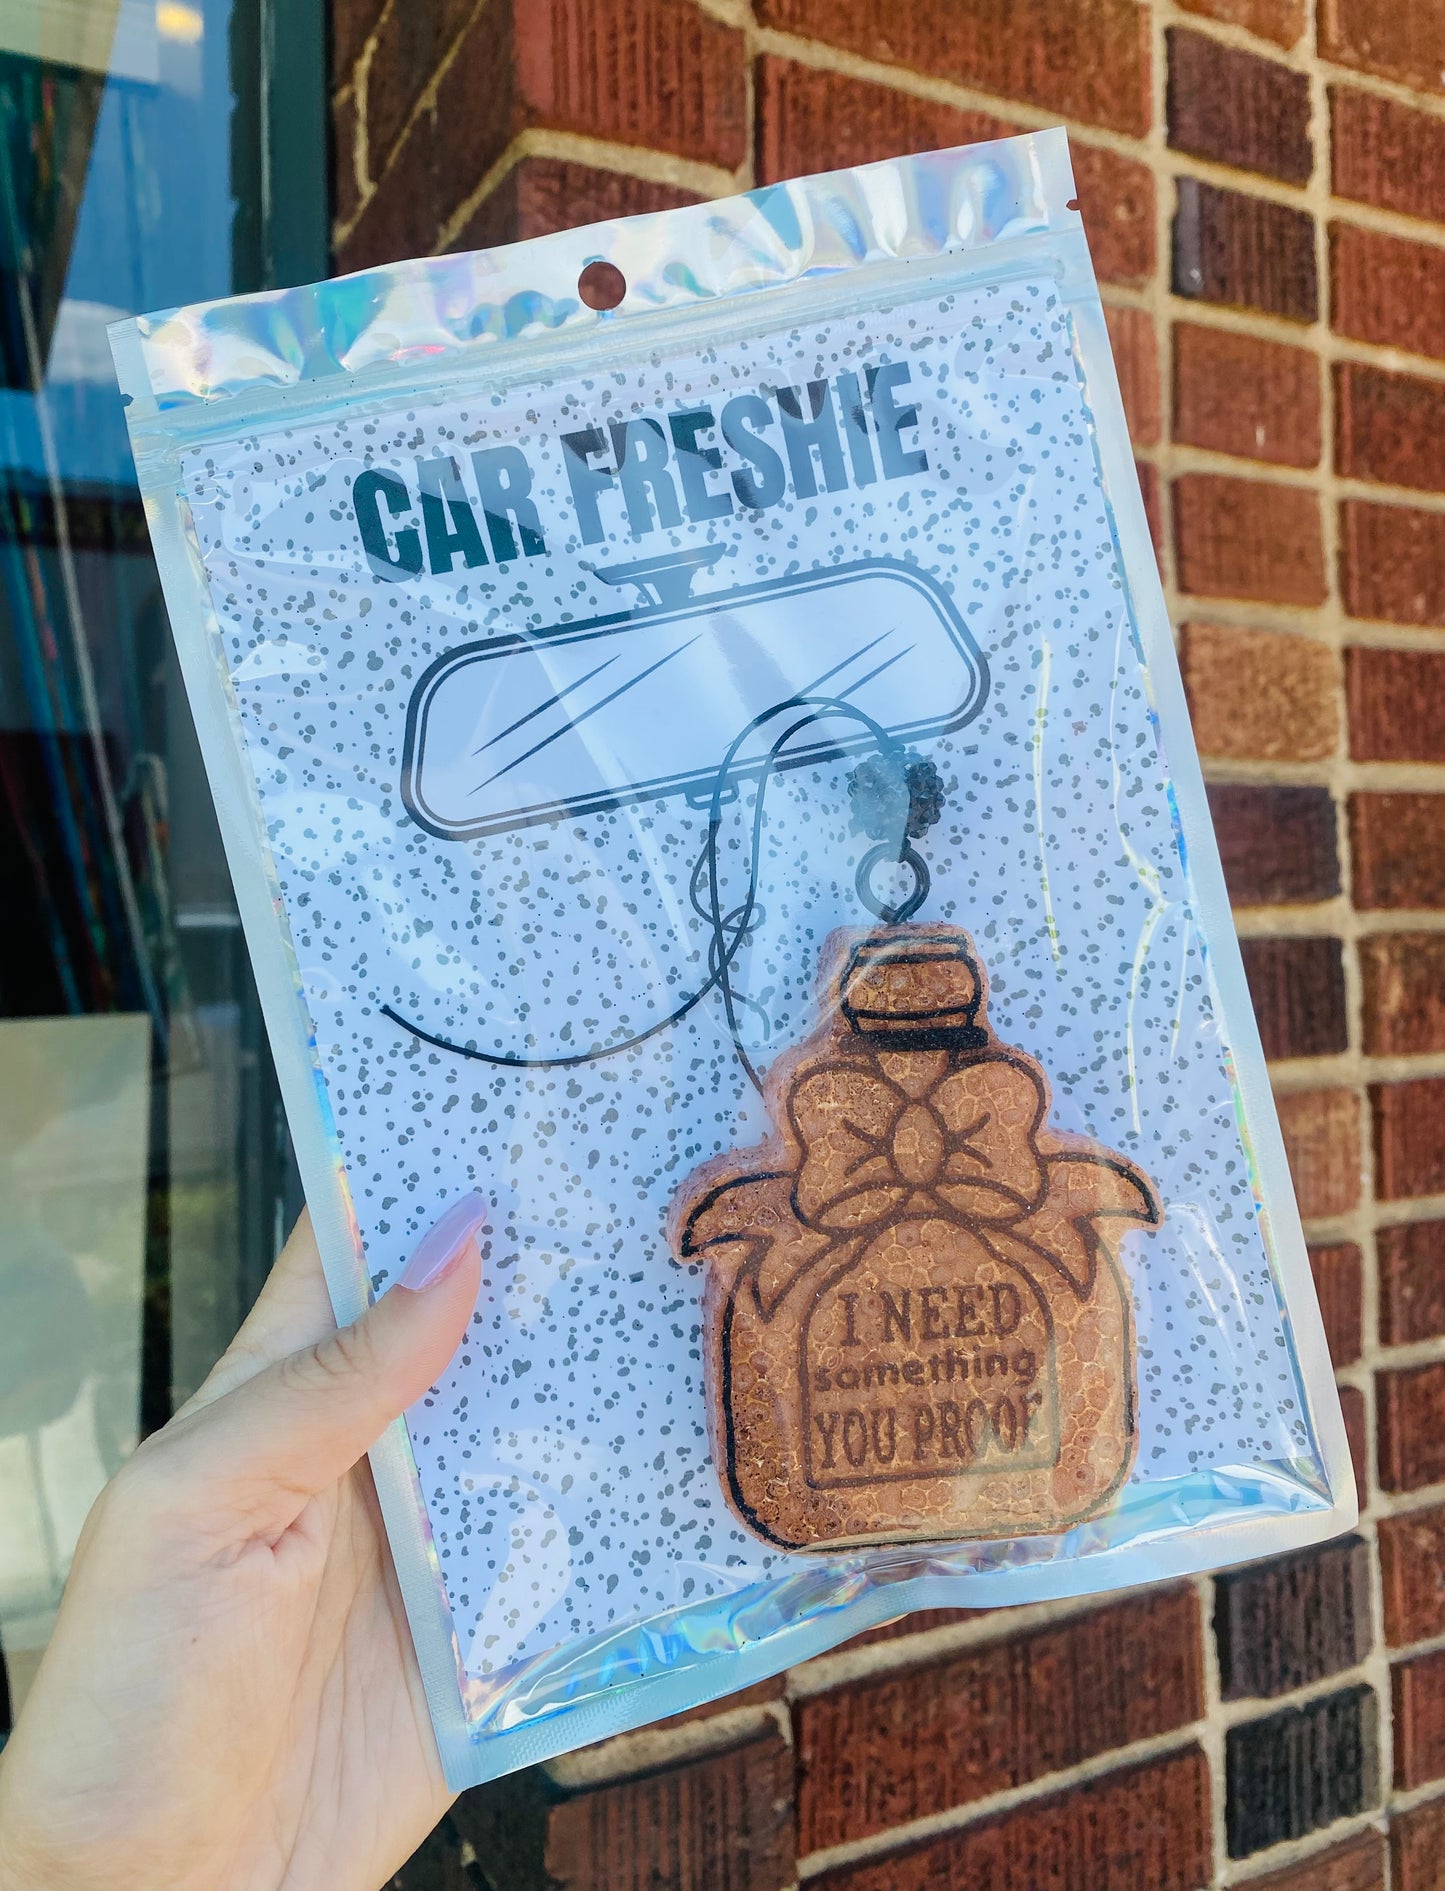 CAR FRESHIE
I NEED
something
YOU PROOF